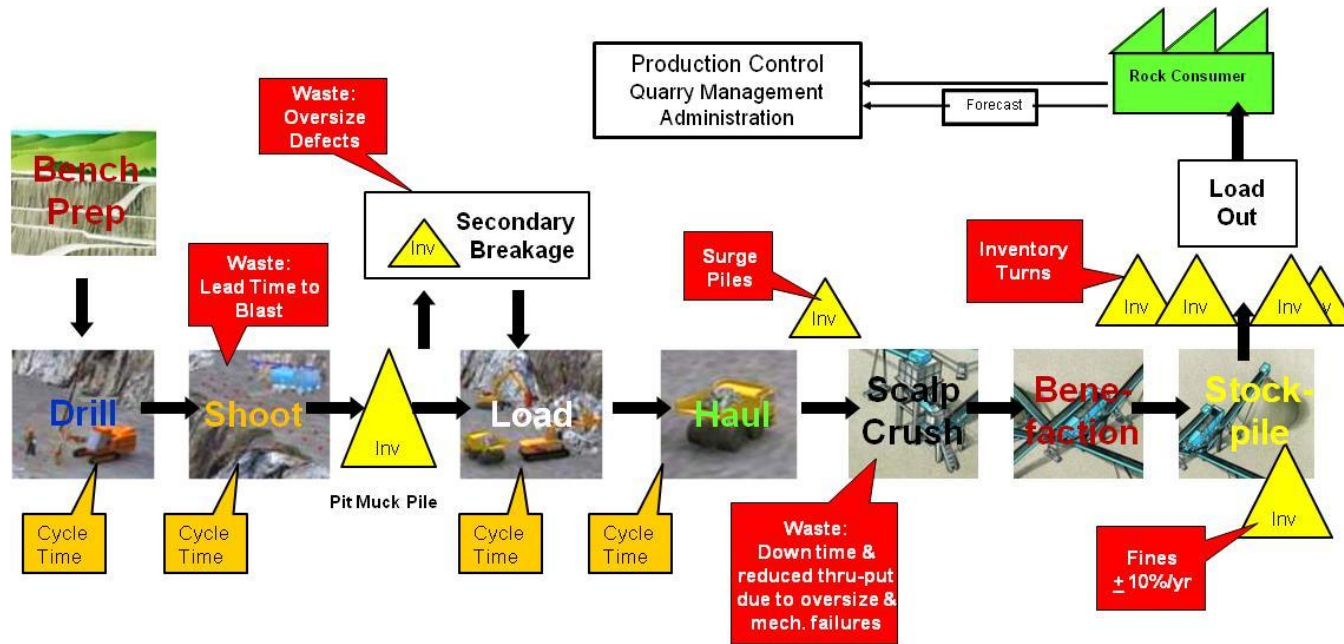 Production Control
Quarry Management
Administration
Forecast
Rock Consumer
Waste:
Oversize
Defects
Bench
Prep
Secondary
Breakage
Inv
Load
Out
Waste:
Lead Time to
Blast
Surge
Piles
Inv
Inventory
Turns
Inv
Inv
Inv
v
Drill
Shoot
Inv
Pit Muck Pile
Load
Haul
Scalp
Crush
Bene-
faction
Stock-
pile
Inv
Cycle
Time
Cycle
Time
Cycle
Time
Cycle
Time
Waste:
Down time &
reduced thru-put
due to oversize &
mech. failures
Fines
± 10%/yr